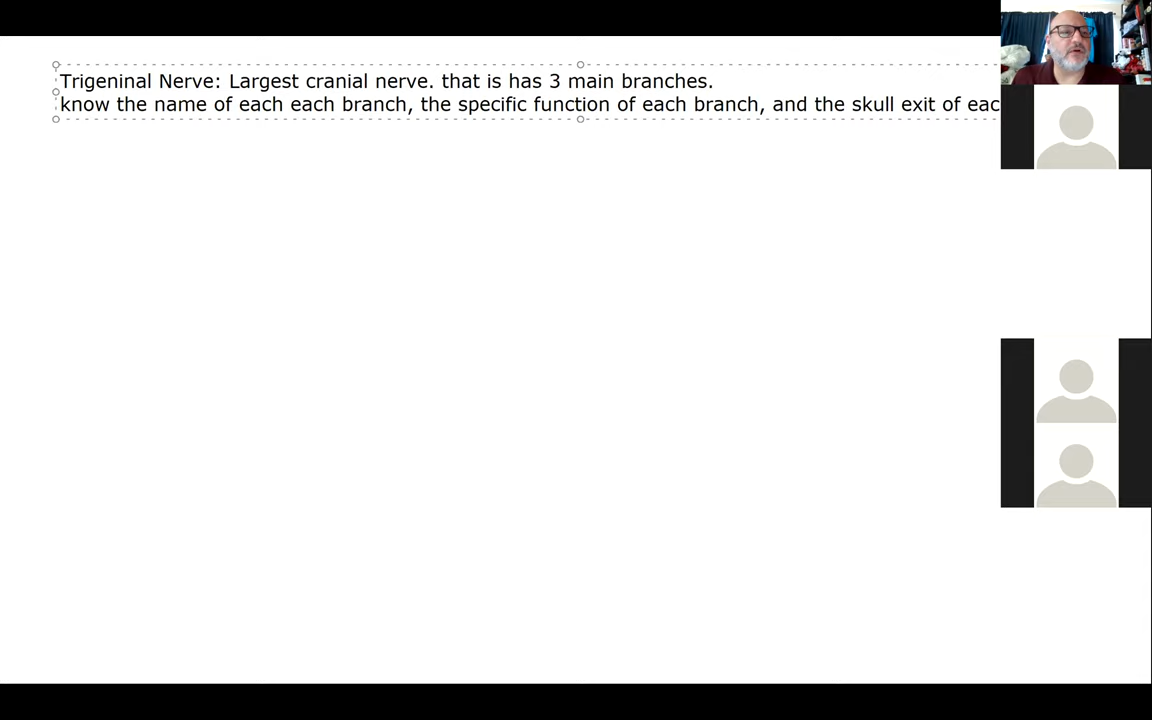 Trigeninal Nerve: Largest cranial nerve. that is has 3 main branches.
know the name of each each branch, the specific function of each branch, and the skull exit of